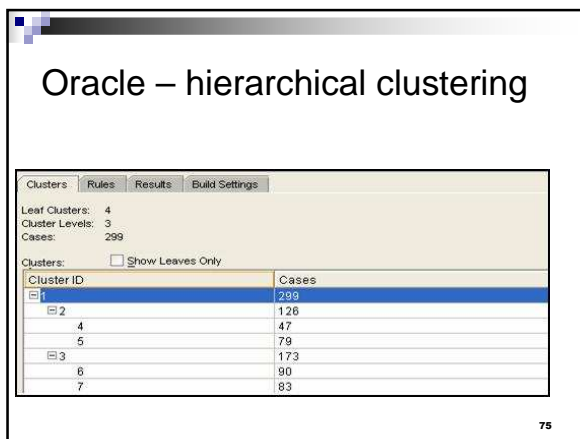 Oracle – hierarchical clustering
Clusters Rules Results Build Settings
Leaf Clusters: 4
Cluster Levels: 3
Cases: 299
Clusters: Show Leaves Only
Cluster ID Cases
1 299
2 126
4 47
5 79
3 173
6 90
7 83
75